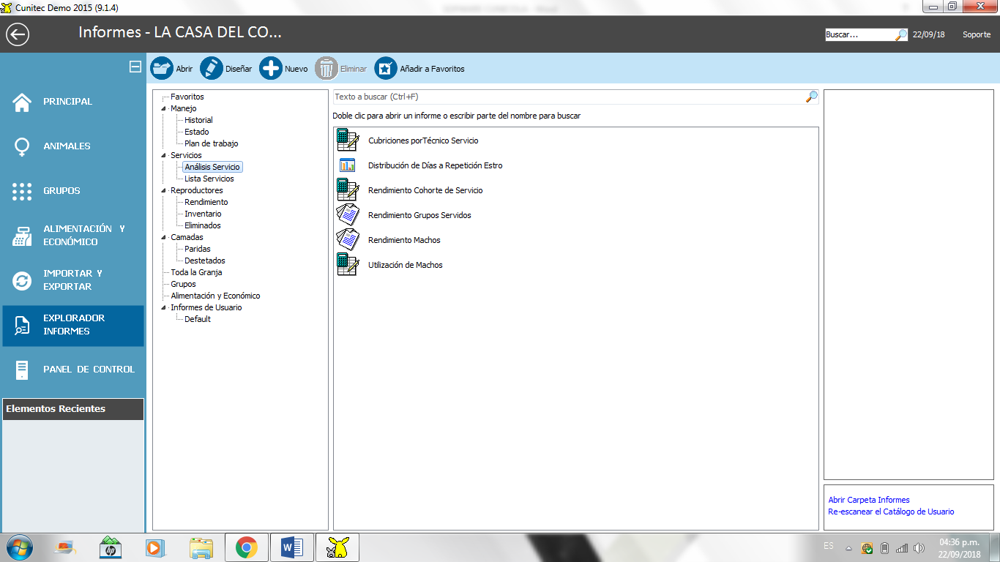 Cunitec Demo 2015 (9.1.4)
Informes - LA CASA DEL CO...
Buscar...
22/09/18
Soporte
Abrir
Diseñar
Nuevo
Eliminar
Añadir a Favoritos
PRINCIPAL
ANIMALES
GRUPOS
ALIMENTACIÓN Y
ECONÓMICO
IMPORTAR Y
EXPORTAR
EXPLORADOR
INFORMES
PANEL DE CONTROL
Elementos Recientes
Favoritos
Manejo
Historial
Estado
Plan de trabajo
Servicios
Análisis Servicio
Lista Servicios
Reproductores
Rendimiento
Inventario
Eliminados
Camadas
Paridas
Destetados
Toda la Granja
Grupos
Alimentación y Económico
Informes de Usuario
Default
Texto a buscar (Ctrl+F)
Doble clic para abrir un informe o escribir parte del nombre para buscar
Cubriciones porTécnico Servicio
Distribución de Días a Repetición Estro
Rendimiento Cohorte de Servicio
Rendimiento Grupos Servidos
Rendimiento Machos
Utilización de Machos
Abrir Carpeta Informes
Re-escanear el Catálogo de Usuario
ES
04:36 p.m.
22/09/2018